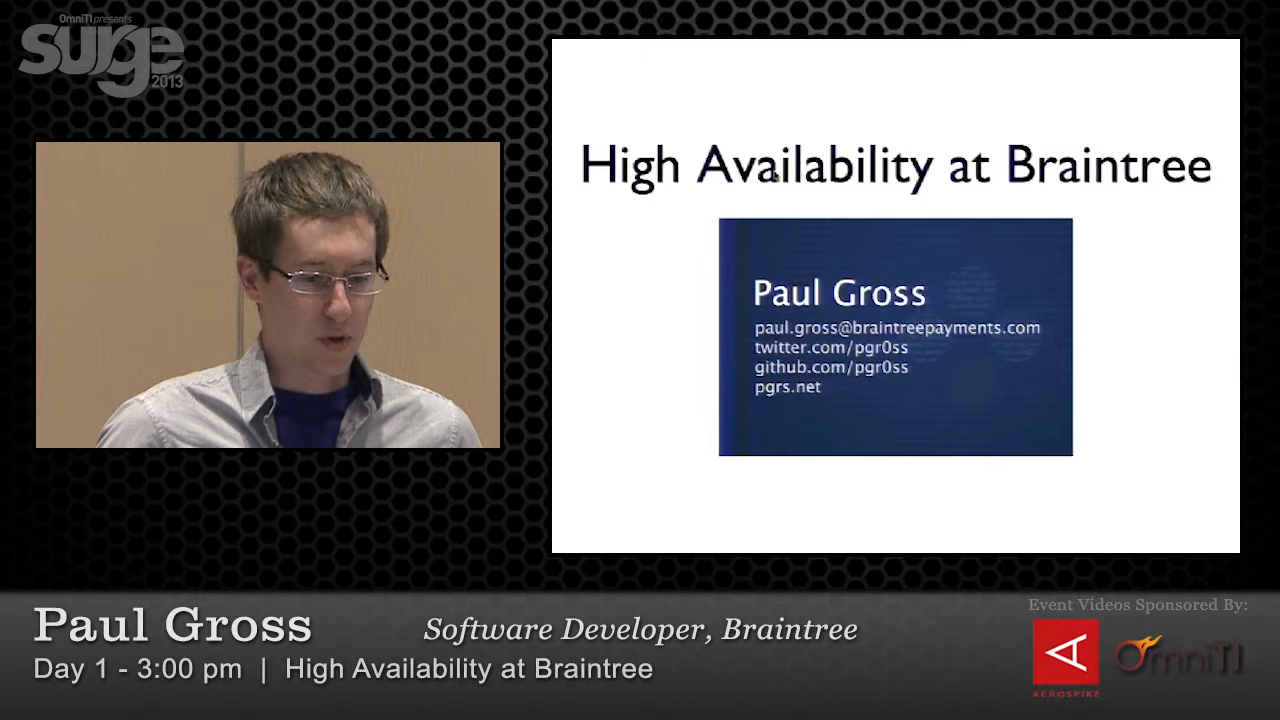 OmniTI presents
surge
2013
High Availability at Braintree
Paul Gross
paul.gross@braintreepayments.com
twitter.com/pgr0ss
github.com/pgr0ss
pgrs.net
Paul Gross
Software Developer, Braintree
Day 1 - 3:00 pm | High Availability at Braintree
Event Videos Sponsored By:
AEROSPIKE
OmniTI